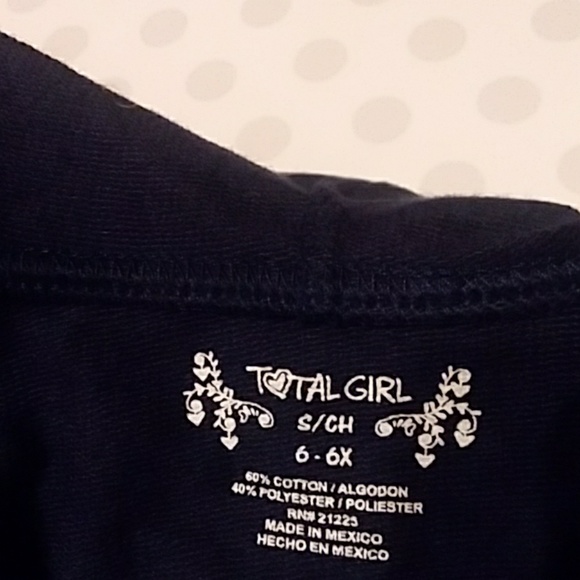 TOTAL GIRL
S/CH
6-6X
60% COTTON / ALGODON
40% POLYESTER / POLIESTER
RN# 21225
MADE IN MEXICO
HECHO EN MEXICO